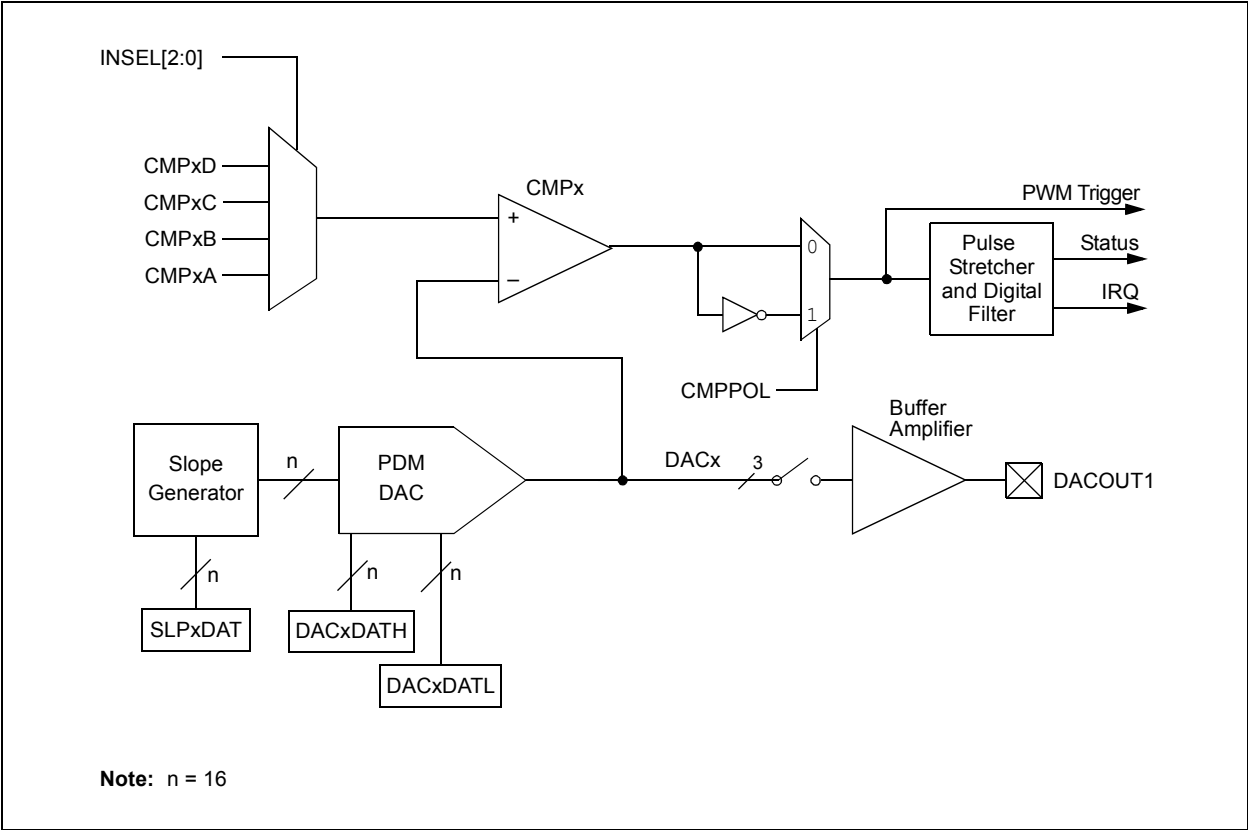 INSEL[2:0]
CMPxD
CMPxC
CMPxB
CMPxA
CMPx
+
–
0
1
CMPPOL
PWM Trigger
Pulse
Stretcher
and Digital
Filter
Status
IRQ
Slope
Generator
n
PDM
DAC
DACx
3
Buffer
Amplifier
DACOUT1
n
n
n
SLPxDAT
DACxDATH
DACxDATL
Note: n = 16